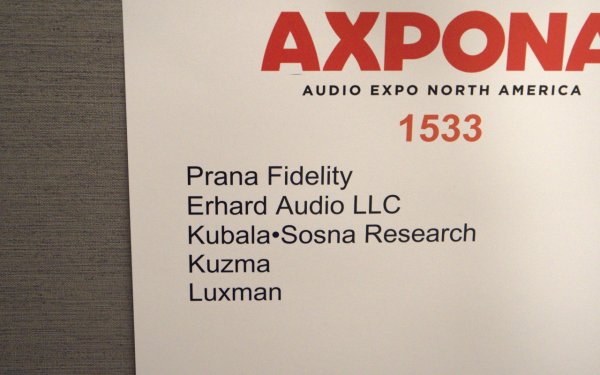 AXPONA
AUDIO EXPO NORTH AMERICA
1533
Prana Fidelity
Erhard Audio LLC
Kubala•Sosna Research
Kuzma
Luxman